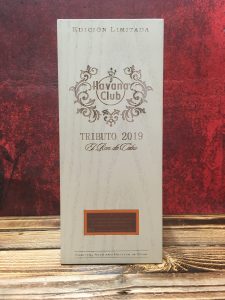 Edición Limitada
Havana
Club
TRIBUTO 2019
El Ron de Cuba